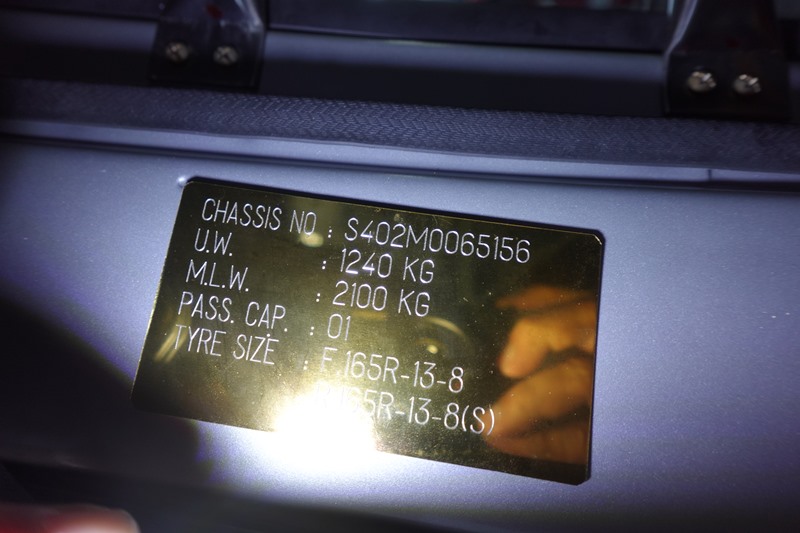 CHASSIS NO : S402M0065156
U.W. : 1240 KG
M.L.W. : 2100 KG
PASS. CAP. : 01
TYRE SIZE : F 165R-13-8
165R-13-8(S)